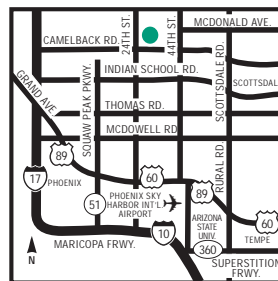 24TH ST.
44TH ST.
MCDONALD AVE.
CAMELBACK RD.
SCOTTSDALE RD.
INDIAN SCHOOL RD.
SCOTTSDAL
GRAND AVE.
SQUAW PEAK PKWY.
THOMAS RD.
MCDOWELL RD
RURAL RD.
89
60
17
PHOENIX
89
51
PHOENIX SKY
HARBOR INT'L
AIRPORT
ARIZONA
STATE
UNIV.
60
TEMPE
10
MARICOPA FRWY.
360
N
SUPERSTITION
FRWY.